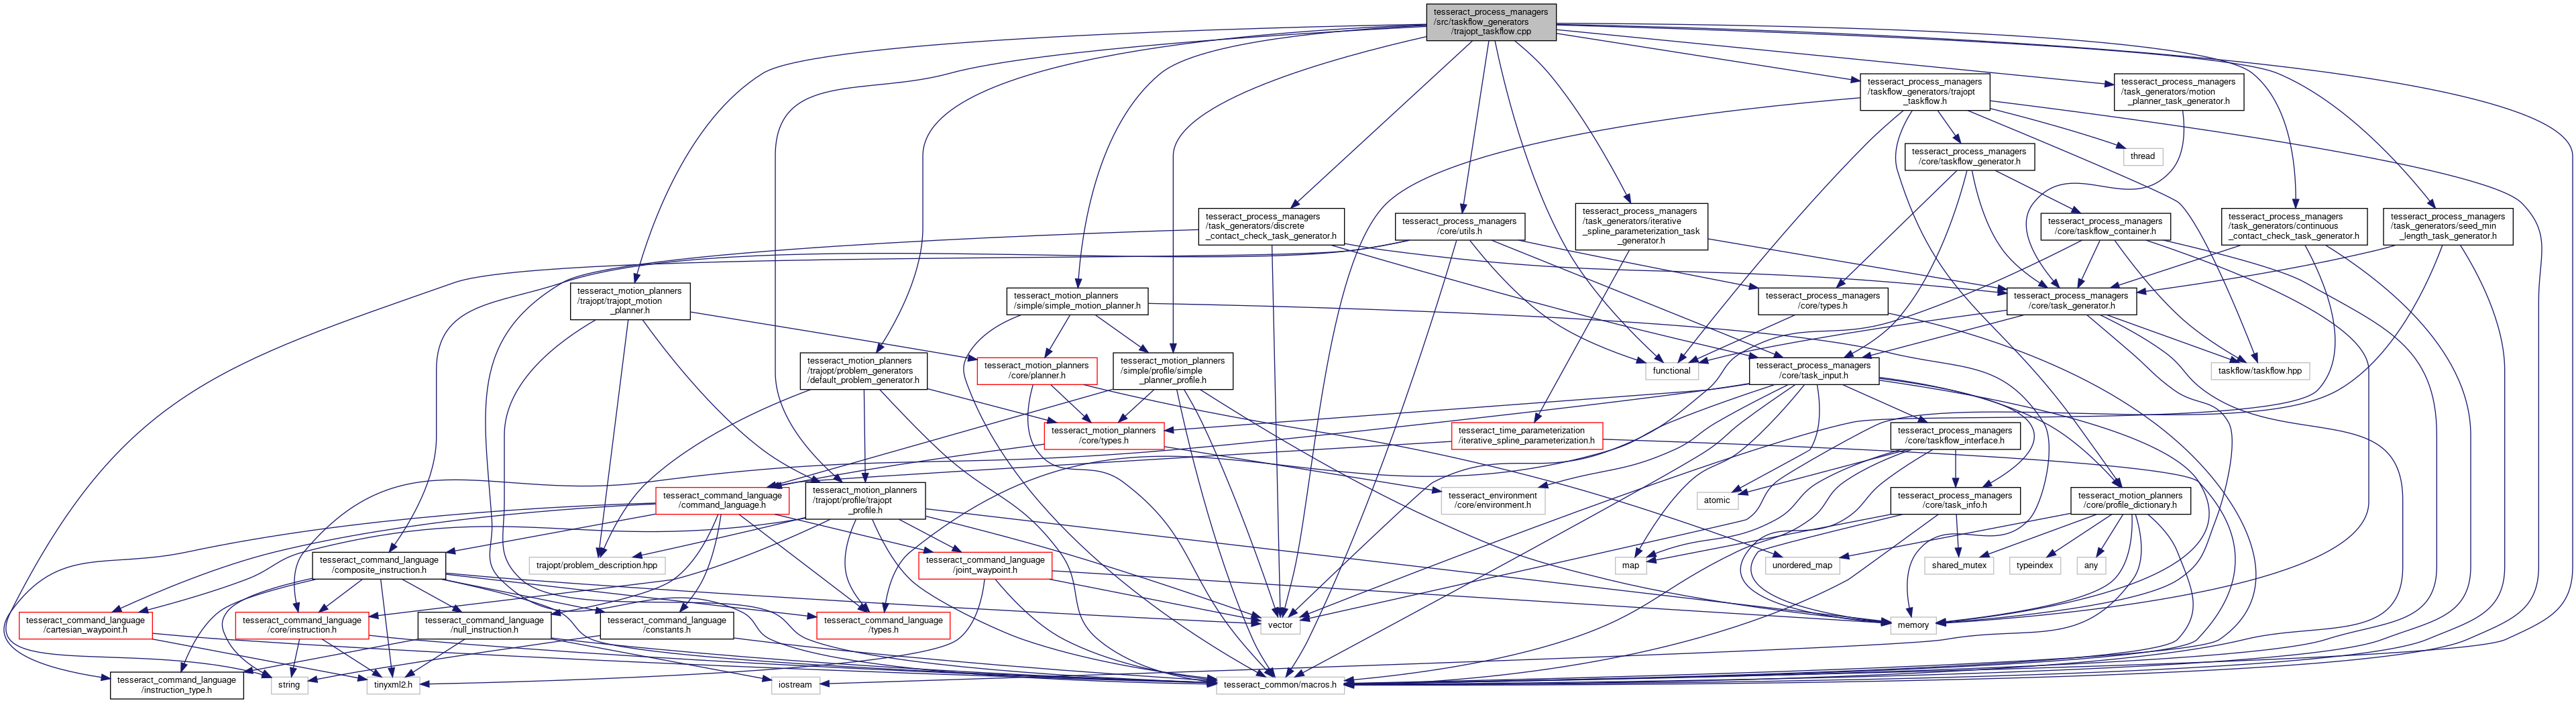 tesseract_process_managers
/src/taskflow_generators
/trajopt_taskflow.cpp
tesseract_process_managers
/taskflow_generators/trajopt
_taskflow.h
tesseract_process_managers
/task_generators/motion
_planner_task_generator.h
tesseract_process_managers
/core/taskflow_generator.h
thread
tesseract_process_managers
/task_generators/discrete
_contact_check_task_generator.h
tesseract_process_managers
/core/utils.h
tesseract_process_managers
/task_generators/iterative
_spline_parameterization_task
_generator.h
tesseract_process_managers
/core/taskflow_container.h
tesseract_process_managers
/task_generators/continuous
_contact_check_task_generator.h
tesseract_process_managers
/task_generators/seed_min
_length_task_generator.h
tesseract_motion_planners
/trajopt/trajopt_motion
_planner.h
tesseract_motion_planners
/simple/simple_motion_planner.h
tesseract_process_managers
/core/types.h
tesseract_process_managers
/core/task_generator.h
tesseract_motion_planners
/trajopt/problem_generators
/default_problem_generator.h
tesseract_motion_planners
/core/planner.h
tesseract_motion_planners
/simple/profile/simple
_planner_profile.h
functional
tesseract_process_managers
/core/task_input.h
taskflow/taskflow.hpp
tesseract_motion_planners
/core/types.h
tesseract_time_parameterization
/iterative_spline_parameterization.h
tesseract_process_managers
/core/taskflow_interface.h
tesseract_command_language
/command_language.h
tesseract_motion_planners
/trajopt/profile/trajopt
_profile.h
tesseract_environment
/core/environment.h
atomic
tesseract_process_managers
/core/task_info.h
tesseract_motion_planners
/core/profile_dictionary.h
tesseract_command_language
/composite_instruction.h
trajopt/problem_description.hpp
tesseract_command_language
/joint_waypoint.h
map
unordered_map
shared_mutex
typeindex
any
tesseract_command_language
/cartesian_waypoint.h
tesseract_command_language
/core/instruction.h
tesseract_command_language
/null_instruction.h
tesseract_command_language
/constants.h
tesseract_command_language
/types.h
vector
memory
tesseract_command_language
/instruction_type.h
string
tinyxml2.h
iostream
tesseract_common/macros.h